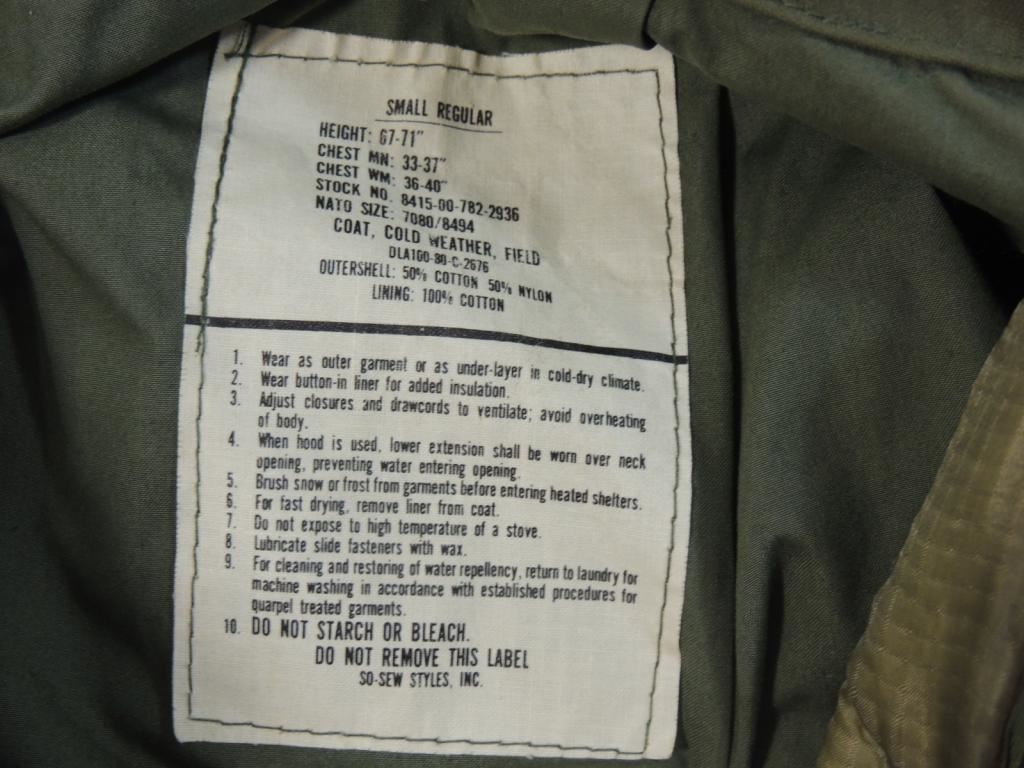 SMALL REGULAR
HEIGHT: 67-71"
CHEST MN: 33-37"
CHEST WM: 36-40"
STOCK NO. 8415-00-782-2936
NATO SIZE: 7080/8494
COAT, COLD WEATHER, FIELD
DLA100-80-C-2676
OUTERSHELL: 50% COTTON 50% NYLON
LINING: 100% COTTON
1. Wear as outer garment or as under-layer in cold-dry climate.
2. Wear button-in liner for added insulation.
3. Adjust closures and drawcords to ventilate; avoid overheating
of body.
4. When hood is used, lower extension shall be worn over neck
opening, preventing water entering opening.
5. Brush snow or frost from garments before entering heated shelters.
6. For fast drying, remove liner from coat.
7. Do not expose to high temperature of a stove.
8. Lubricate slide fasteners with wax.
9. For cleaning and restoring of water repellency, return to laundry for
machine washing in accordance with established procedures for
quarpel treated garments.
10. DO NOT STARCH OR BLEACH.
DO NOT REMOVE THIS LABEL
SO-SEW STYLES, INC.